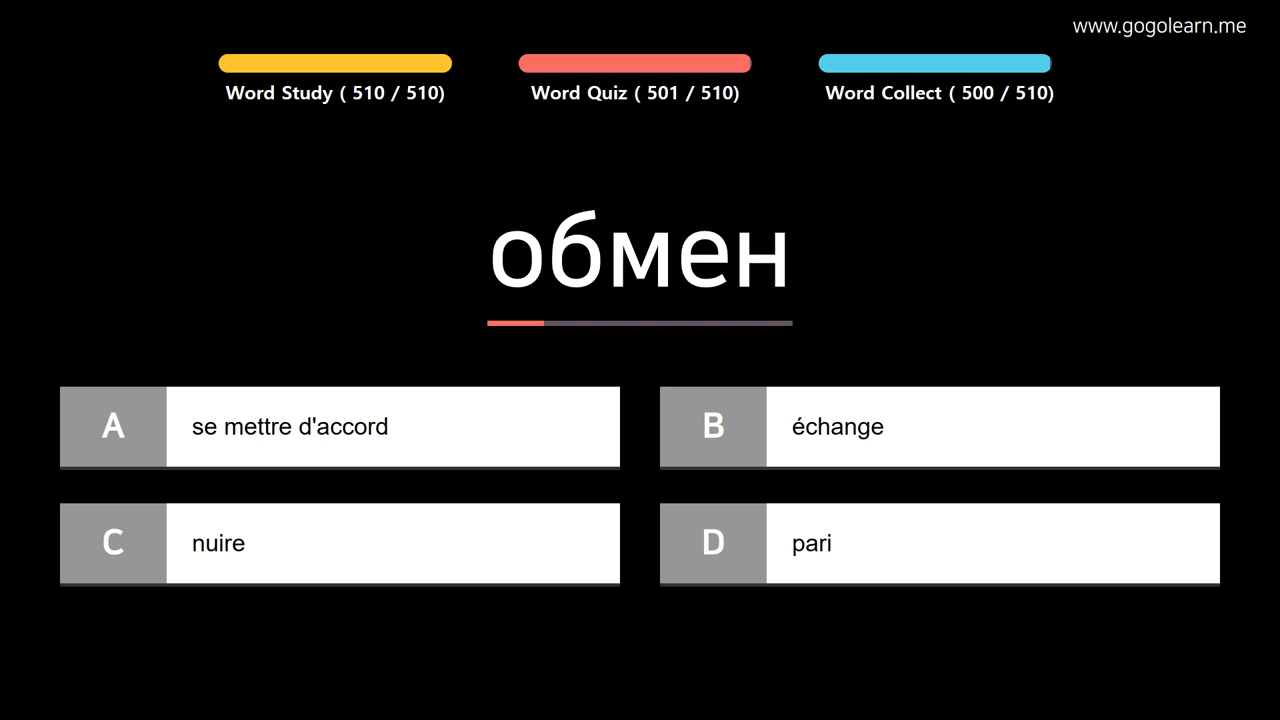 www.gogolearn.me
Word Study ( 510 / 510)
Word Quiz ( 501 / 510)
Word Collect ( 500 / 510)
обмен
A
se mettre d'accord
B
échange
C
nuire
D
pari